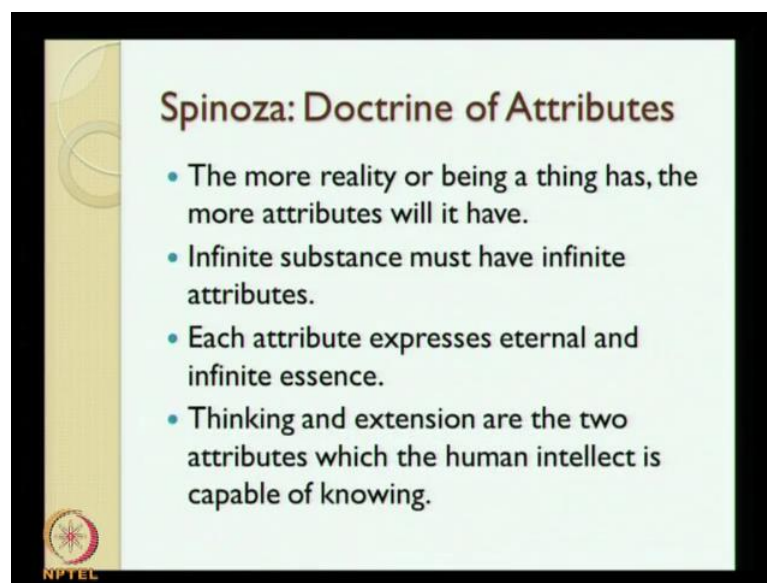 Spinoza: Doctrine of Attributes
• The more reality or being a thing has, the
more attributes will it have.
• Infinite substance must have infinite
attributes.
• Each attribute expresses eternal and
infinite essence.
• Thinking and extension are the two
attributes which the human intellect is
capable of knowing.
NPTEL